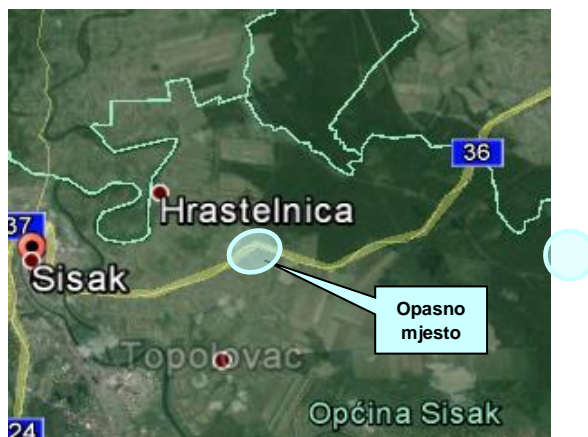 36
Hrastelnica
37
Sisak
Opasno
mjesto
Topolovac
Općina Sisak
24